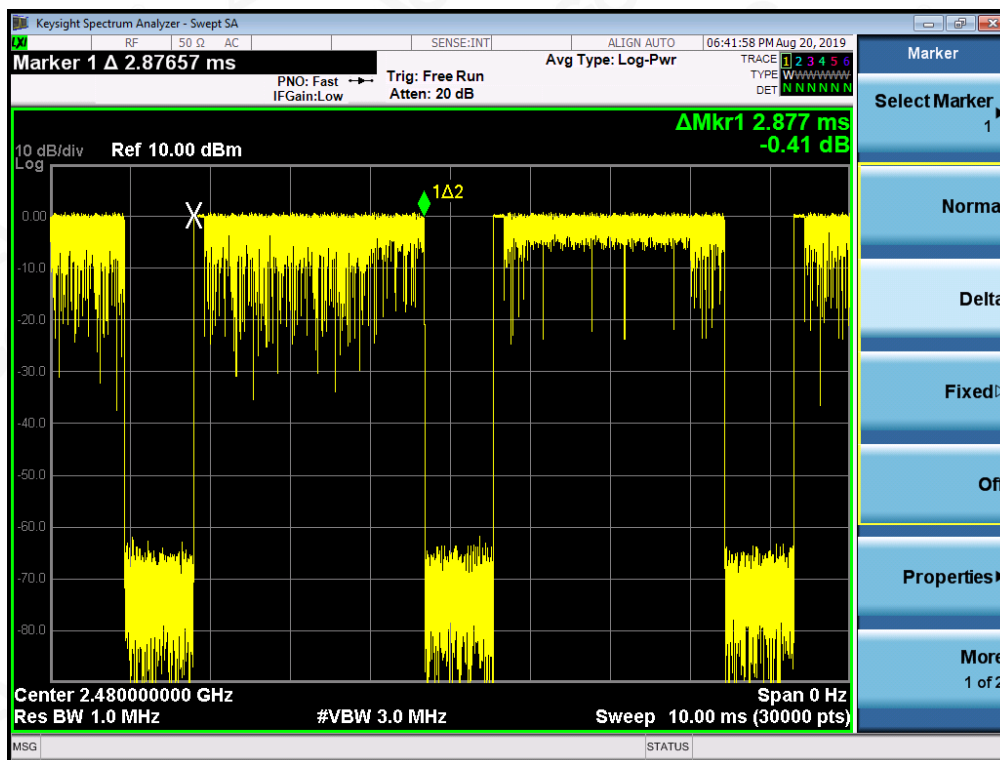 Keysight Spectrum Analyzer - Swept SA
LXI RF 50 Ω AC SENSE:INT ALIGN AUTO 06:41:58 PM Aug 20, 2019
Marker 1 Δ 2.87657 ms
PNO: Fast
IFGain:Low
Trig: Free Run
Atten: 20 dB
Avg Type: Log-Pwr
TRACE 1 2 3 4 5 6
TYPE W W W W W W
DET N N N N N N
ΔMkr1 2.877 ms
-0.41 dB
10 dB/div Ref 10.00 dBm
Log
1Δ2
0.00
-10.0
-20.0
-30.0
-40.0
-50.0
-60.0
-70.0
-80.0
Center 2.480000000 GHz Span 0 Hz
Res BW 1.0 MHz #VBW 3.0 MHz Sweep 10.00 ms (30000 pts)
MSG STATUS
Marker
Select Marker
1
Norma
Delta
Fixed
Off
Properties
More
1 of 2